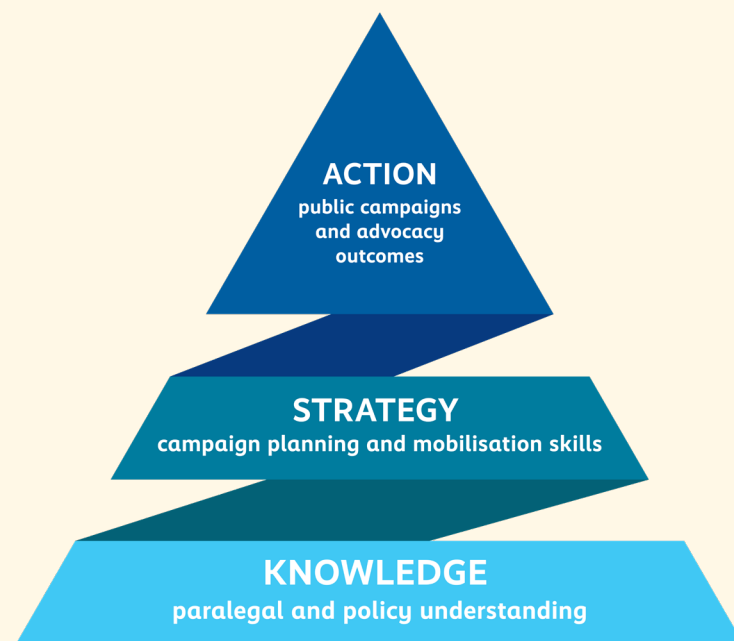 ACTION
public campaigns
and advocacy
outcomes
STRATEGY
campaign planning and mobilisation skills
KNOWLEDGE
paralegal and policy understanding